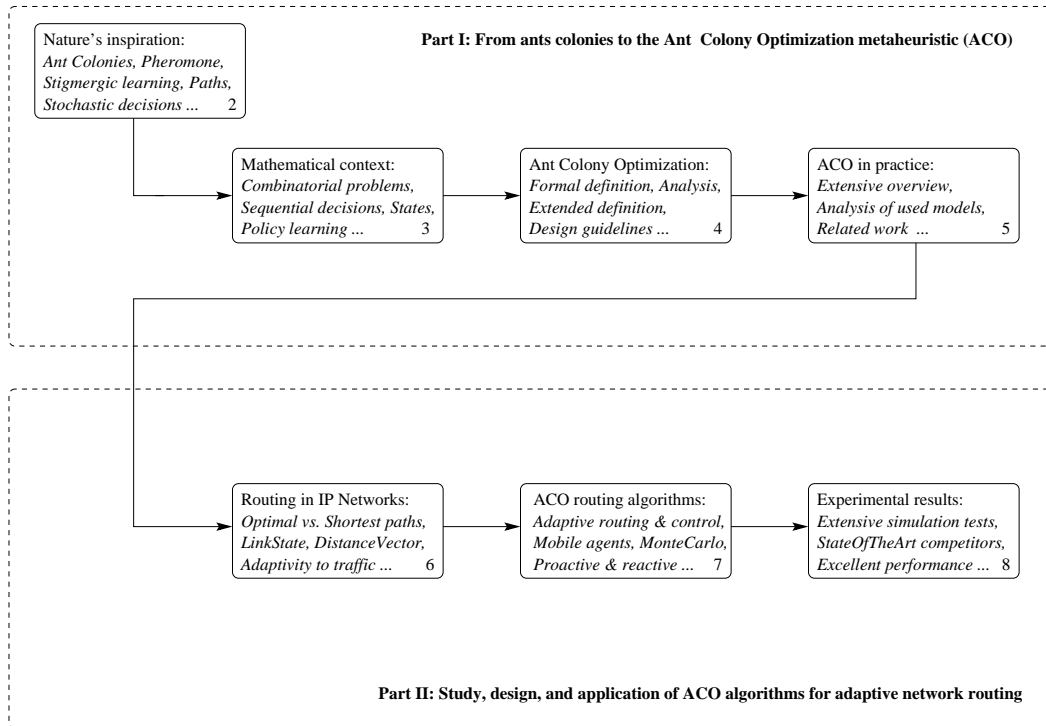 Nature's inspiration:
Ant Colonies, Pheromone,
Stigmergic learning, Paths,
Stochastic decisions ... 2
Part I: From ants colonies to the Ant Colony Optimization metaheuristic (ACO)
Mathematical context:
Combinatorial problems,
Sequential decisions, States,
Policy learning ... 3
Ant Colony Optimization:
Formal definition, Analysis,
Extended definition,
Design guidelines ... 4
ACO in practice:
Extensive overview,
Analysis of used models,
Related work ... 5
Routing in IP Networks:
Optimal vs. Shortest paths,
LinkState, DistanceVector,
Adaptivity to traffic ... 6
ACO routing algorithms:
Adaptive routing & control,
Mobile agents, MonteCarlo,
Proactive & reactive ... 7
Experimental results:
Extensive simulation tests,
StateOfTheArt competitors,
Excellent performance ... 8
Part II: Study, design, and application of ACO algorithms for adaptive network routing